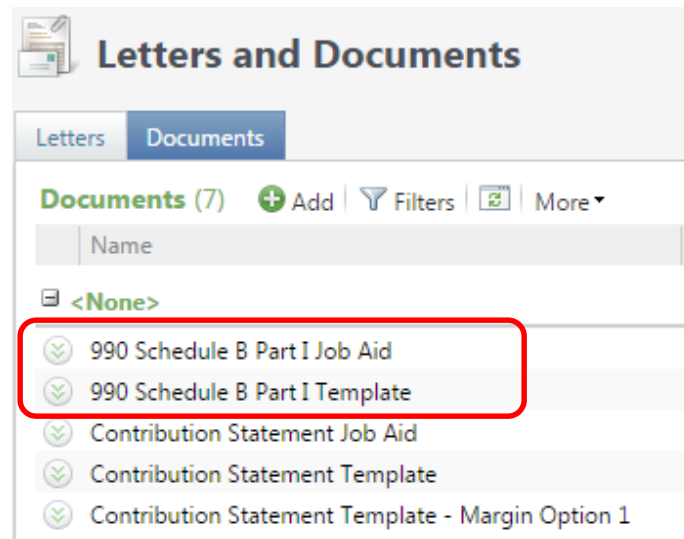 Letters and Documents
Letters Documents
Documents (7) Add Filters More
Name
<None>
990 Schedule B Part I Job Aid
990 Schedule B Part I Template
Contribution Statement Job Aid
Contribution Statement Template
Contribution Statement Template - Margin Option 1